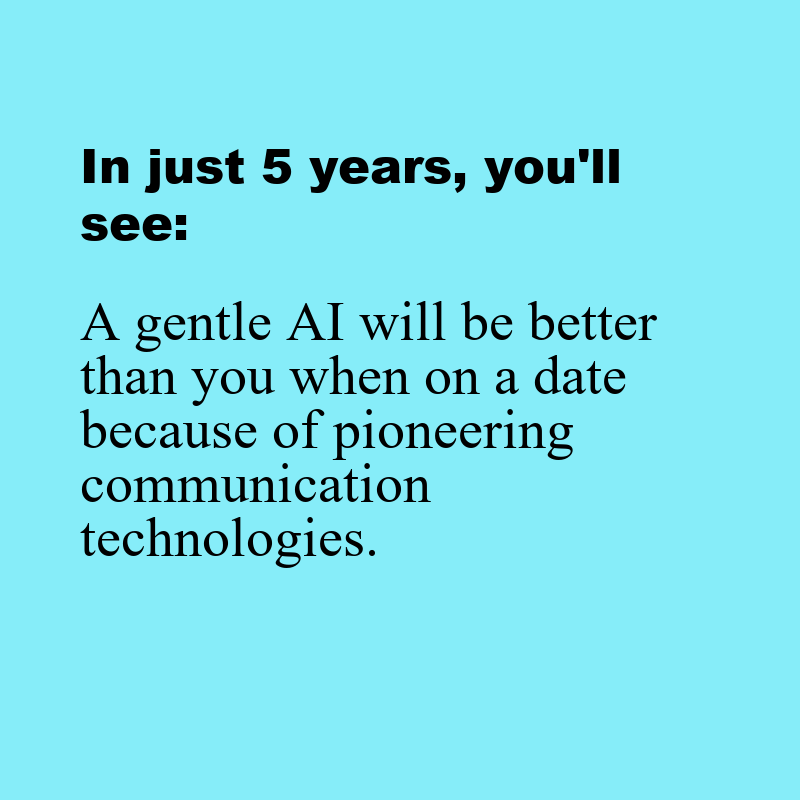 In just 5 years, you'll
see:
A gentle AI will be better
than you when on a date
because of pioneering
communication
technologies.